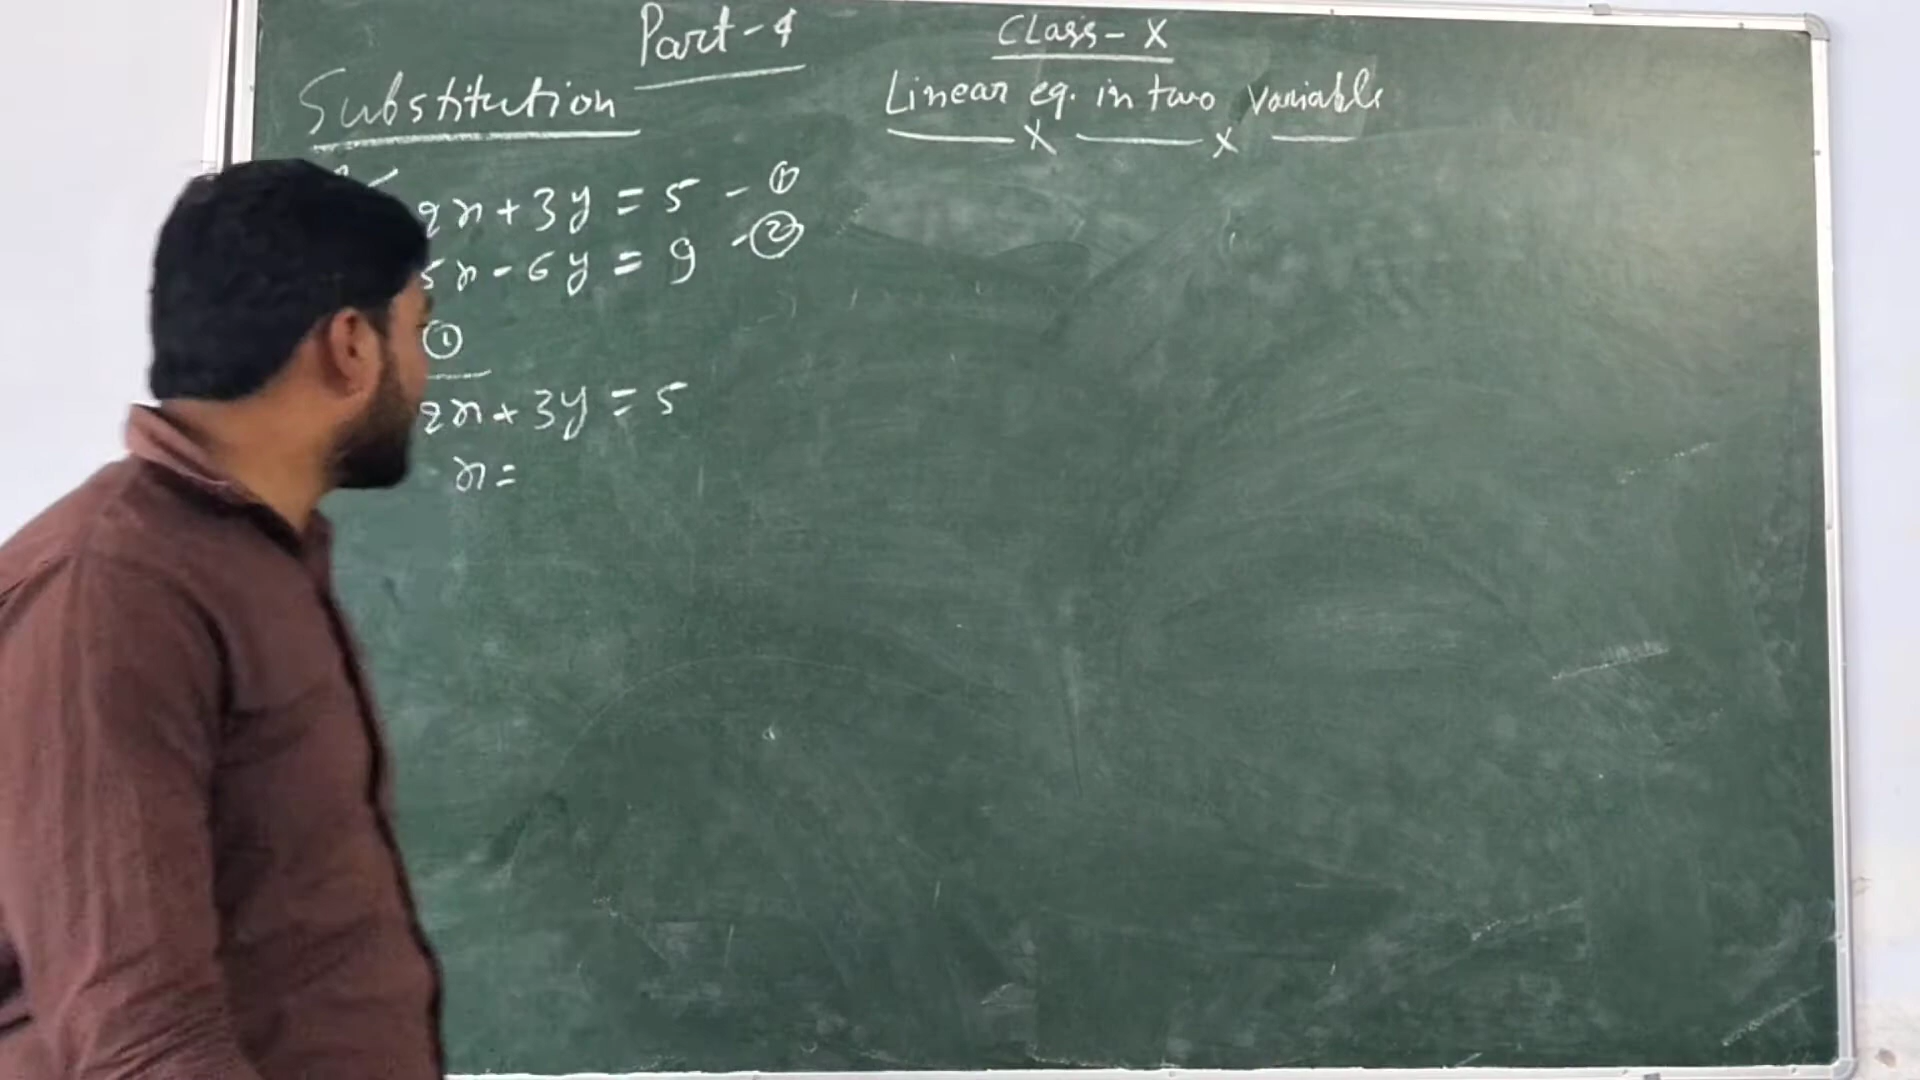 Part-4
Class-X
Substitution
Linear eq. in two variable
x x
2x+3y=5 -①
5x-6y=9 -②
①
2x+3y=5
x=